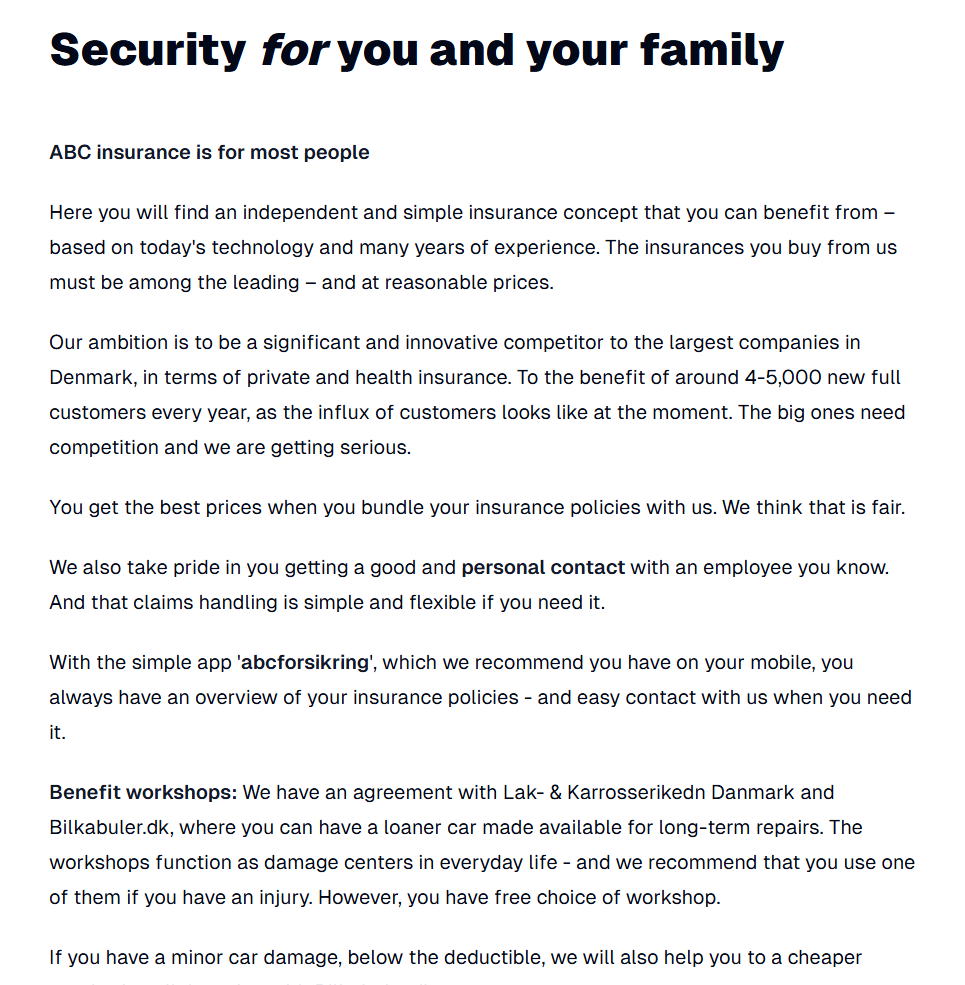 Security for you and your family
ABC insurance is for most people
Here you will find an independent and simple insurance concept that you can benefit from –
based on today's technology and many years of experience. The insurances you buy from us
must be among the leading – and at reasonable prices.
Our ambition is to be a significant and innovative competitor to the largest companies in
Denmark, in terms of private and health insurance. To the benefit of around 4-5,000 new full
customers every year, as the influx of customers looks like at the moment. The big ones need
competition and we are getting serious.
You get the best prices when you bundle your insurance policies with us. We think that is fair.
We also take pride in you getting a good and personal contact with an employee you know.
And that claims handling is simple and flexible if you need it.
With the simple app 'abcforsikring', which we recommend you have on your mobile, you
always have an overview of your insurance policies - and easy contact with us when you need
it.
Benefit workshops: We have an agreement with Lak- & Karrosserikedn Danmark and
Bilkabuler.dk, where you can have a loaner car made available for long-term repairs. The
workshops function as damage centers in everyday life - and we recommend that you use one
of them if you have an injury. However, you have free choice of workshop.
If you have a minor car damage, below the deductible, we will also help you to a cheaper